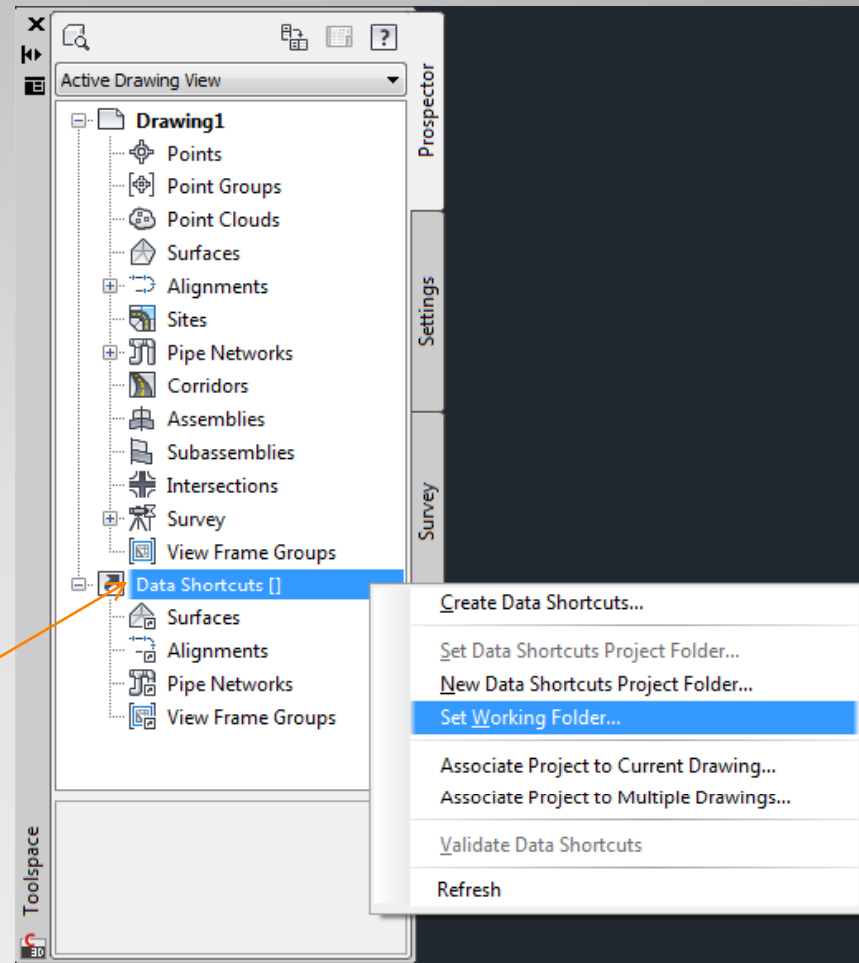 Active Drawing View
Drawing1
Points
Point Groups
Point Clouds
Surfaces
Alignments
Sites
Pipe Networks
Corridors
Assemblies
Subassemblies
Intersections
Survey
View Frame Groups
Data Shortcuts []
Surfaces
Alignments
Pipe Networks
View Frame Groups
Prospector
Settings
Survey
Create Data Shortcuts...
Set Data Shortcuts Project Folder...
New Data Shortcuts Project Folder...
Set Working Folder...
Associate Project to Current Drawing...
Associate Project to Multiple Drawings...
Validate Data Shortcuts
Refresh
Toolspace
C
3D